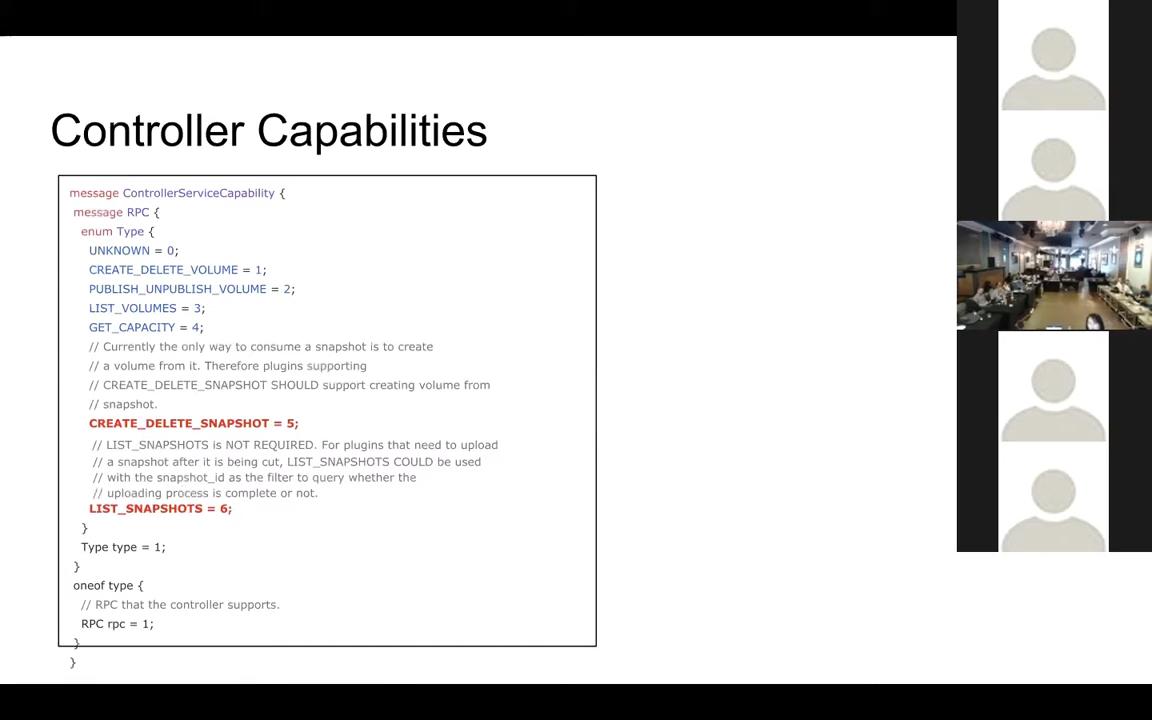 Controller Capabilities
message ControllerServiceCapability {
message RPC {
enum Type {
UNKNOWN = 0;
CREATE_DELETE_VOLUME = 1;
PUBLISH_UNPUBLISH_VOLUME = 2;
LIST_VOLUMES = 3;
GET_CAPACITY = 4;
// Currently the only way to consume a snapshot is to create
// a volume from it. Therefore plugins supporting
// CREATE_DELETE_SNAPSHOT SHOULD support creating volume from
// snapshot.
CREATE_DELETE_SNAPSHOT = 5;
// LIST_SNAPSHOTS is NOT REQUIRED. For plugins that need to upload
// a snapshot after it is being cut, LIST_SNAPSHOTS COULD be used
// with the snapshot_id as the filter to query whether the
// uploading process is complete or not.
LIST_SNAPSHOTS = 6;
}
Type type = 1;
}
oneof type {
// RPC that the controller supports.
RPC rpc = 1;
}
}